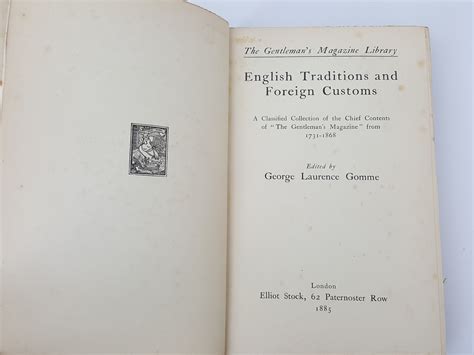 The Gentleman's Magazine Library
English Traditions and
Foreign Customs
A Classified Collection of the Chief Contents
of "The Gentleman's Magazine" from
1731-1868
Edited by
George Laurence Gomme
London
Elliot Stock, 62 Paternoster Row
1885